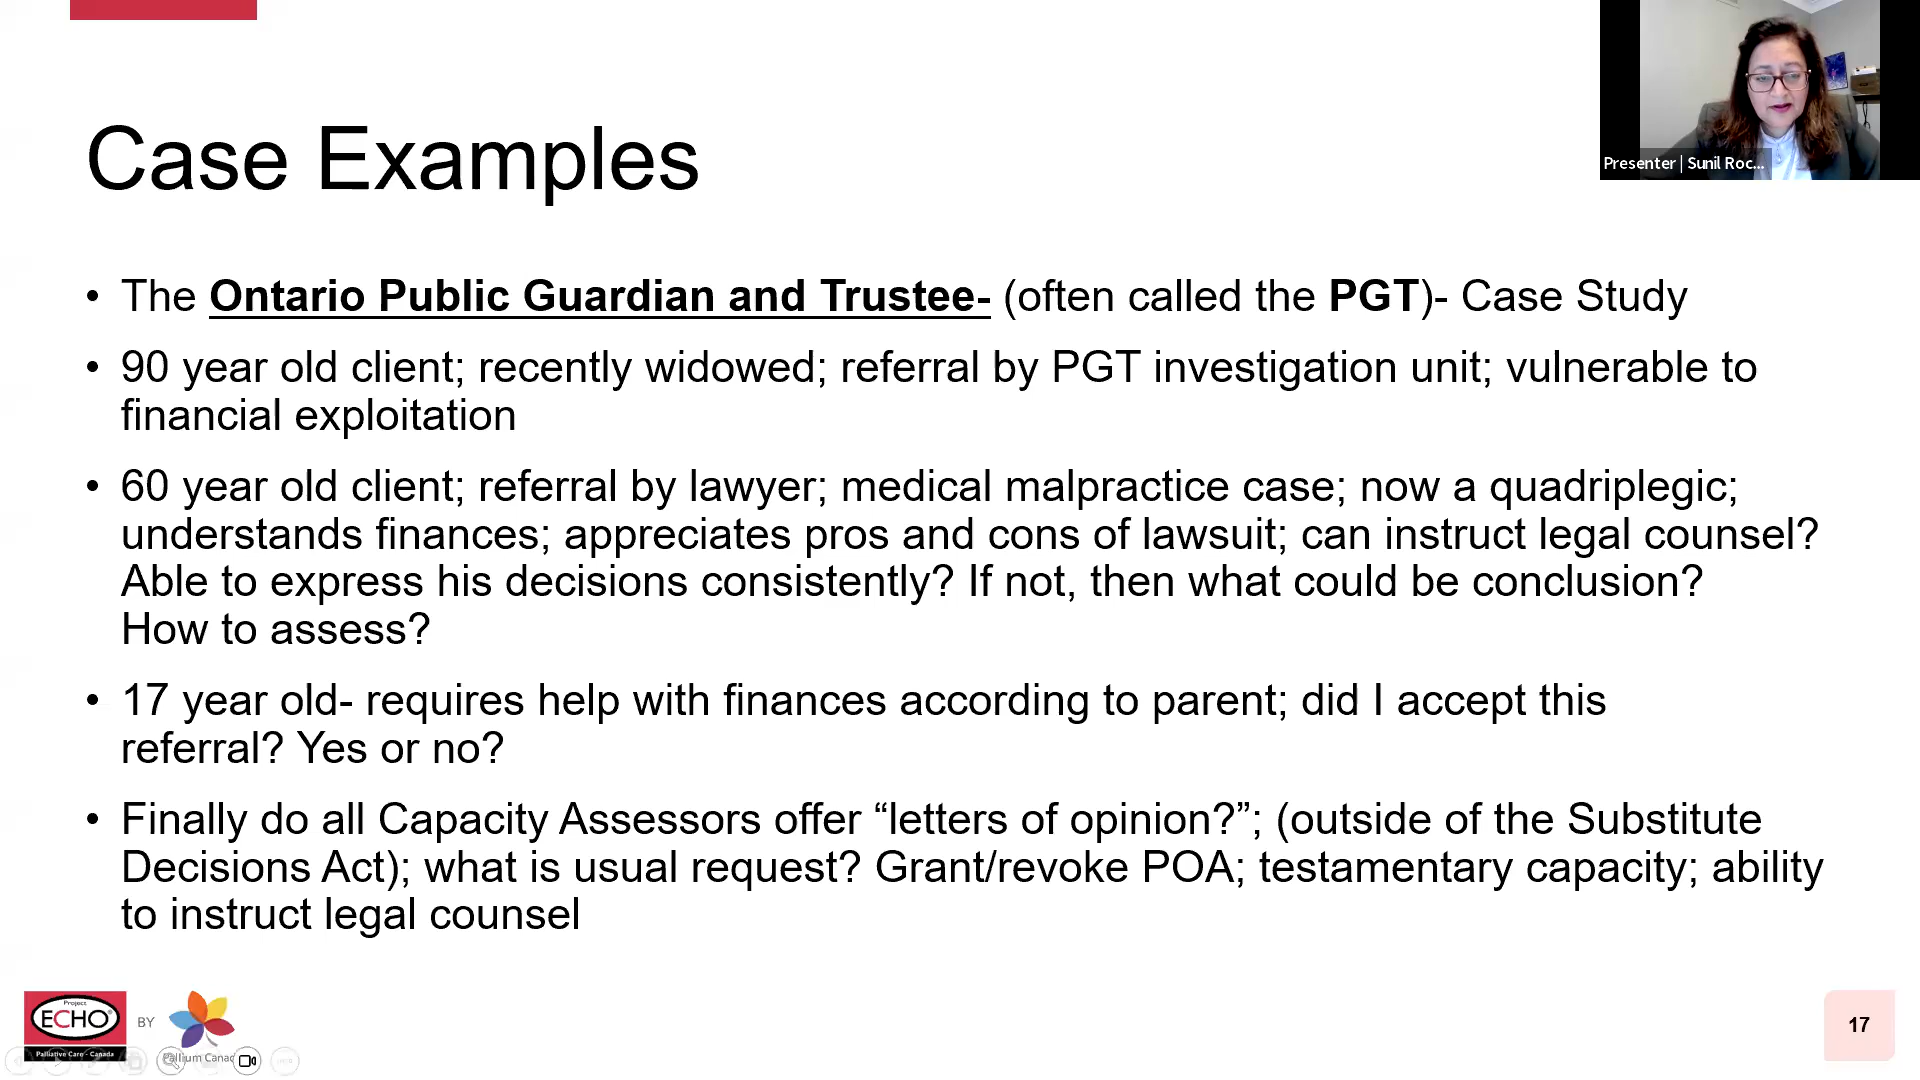 Case Examples
Presenter | Sunil Roc...
• The Ontario Public Guardian and Trustee- (often called the PGT)- Case Study
• 90 year old client; recently widowed; referral by PGT investigation unit; vulnerable to
financial exploitation
• 60 year old client; referral by lawyer; medical malpractice case; now a quadriplegic;
understands finances; appreciates pros and cons of lawsuit; can instruct legal counsel?
Able to express his decisions consistently? If not, then what could be conclusion?
How to assess?
• 17 year old- requires help with finances according to parent; did I accept this
referral? Yes or no?
• Finally do all Capacity Assessors offer “letters of opinion?”; (outside of the Substitute
Decisions Act); what is usual request? Grant/revoke POA; testamentary capacity; ability
to instruct legal counsel
Project
ECHO®
Palliative Care - Canada
BY
Pallium Canad
17